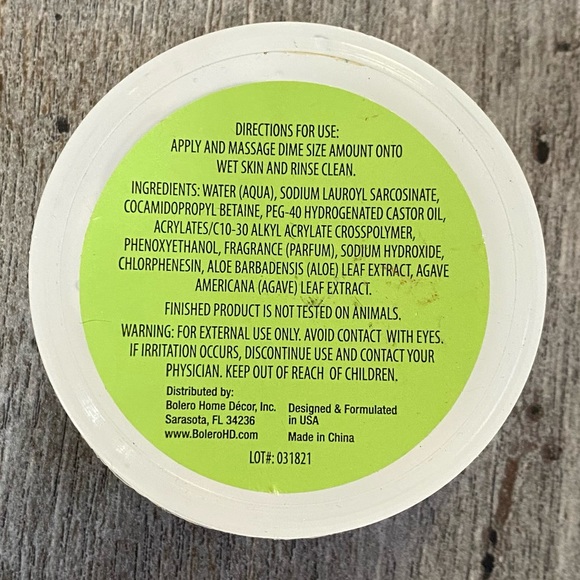 DIRECTIONS FOR USE:
APPLY AND MASSAGE DIME SIZE AMOUNT ONTO
WET SKIN AND RINSE CLEAN.
INGREDIENTS: WATER (AQUA), SODIUM LAUROYL SARCOSINATE,
COCAMIDOPROPYL BETAINE, PEG-40 HYDROGENATED CASTOR OIL,
ACRYLATES/C10-30 ALKYL ACRYLATE CROSSPOLYMER,
PHENOXYETHANOL, FRAGRANCE (PARFUM), SODIUM HYDROXIDE,
CHLORPHENESIN, ALOE BARBADENSIS (ALOE) LEAF EXTRACT, AGAVE
AMERICANA (AGAVE) LEAF EXTRACT.
FINISHED PRODUCT IS NOT TESTED ON ANIMALS.
WARNING: FOR EXTERNAL USE ONLY. AVOID CONTACT WITH EYES.
IF IRRITATION OCCURS, DISCONTINUE USE AND CONTACT YOUR
PHYSICIAN. KEEP OUT OF REACH OF CHILDREN.
Distributed by:
Bolero Home Décor, Inc.
Sarasota, FL 34236
www.BoleroHD.com
Designed & Formulated
in USA
Made in China
LOT#: 031821